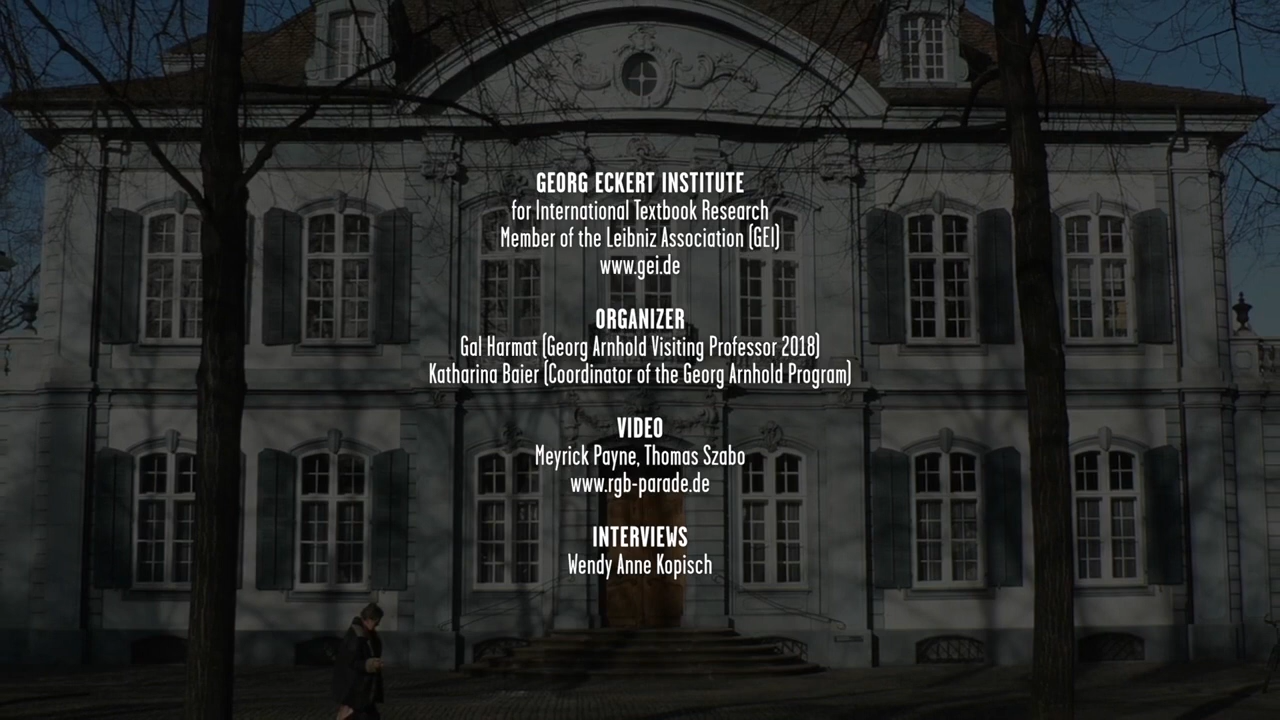 GEORG ECKERT INSTITUTE
for International Textbook Research
Member of the Leibniz Association (GEI)
www.gei.de
ORGANIZER
Gal Harmat (Georg Arnhold Visiting Professor 2018)
Katharina Baier (Coordinator of the Georg Arnhold Program)
VIDEO
Meyrick Payne, Thomas Szabo
www.rgb-parade.de
INTERVIEWS
Wendy Anne Kopisch